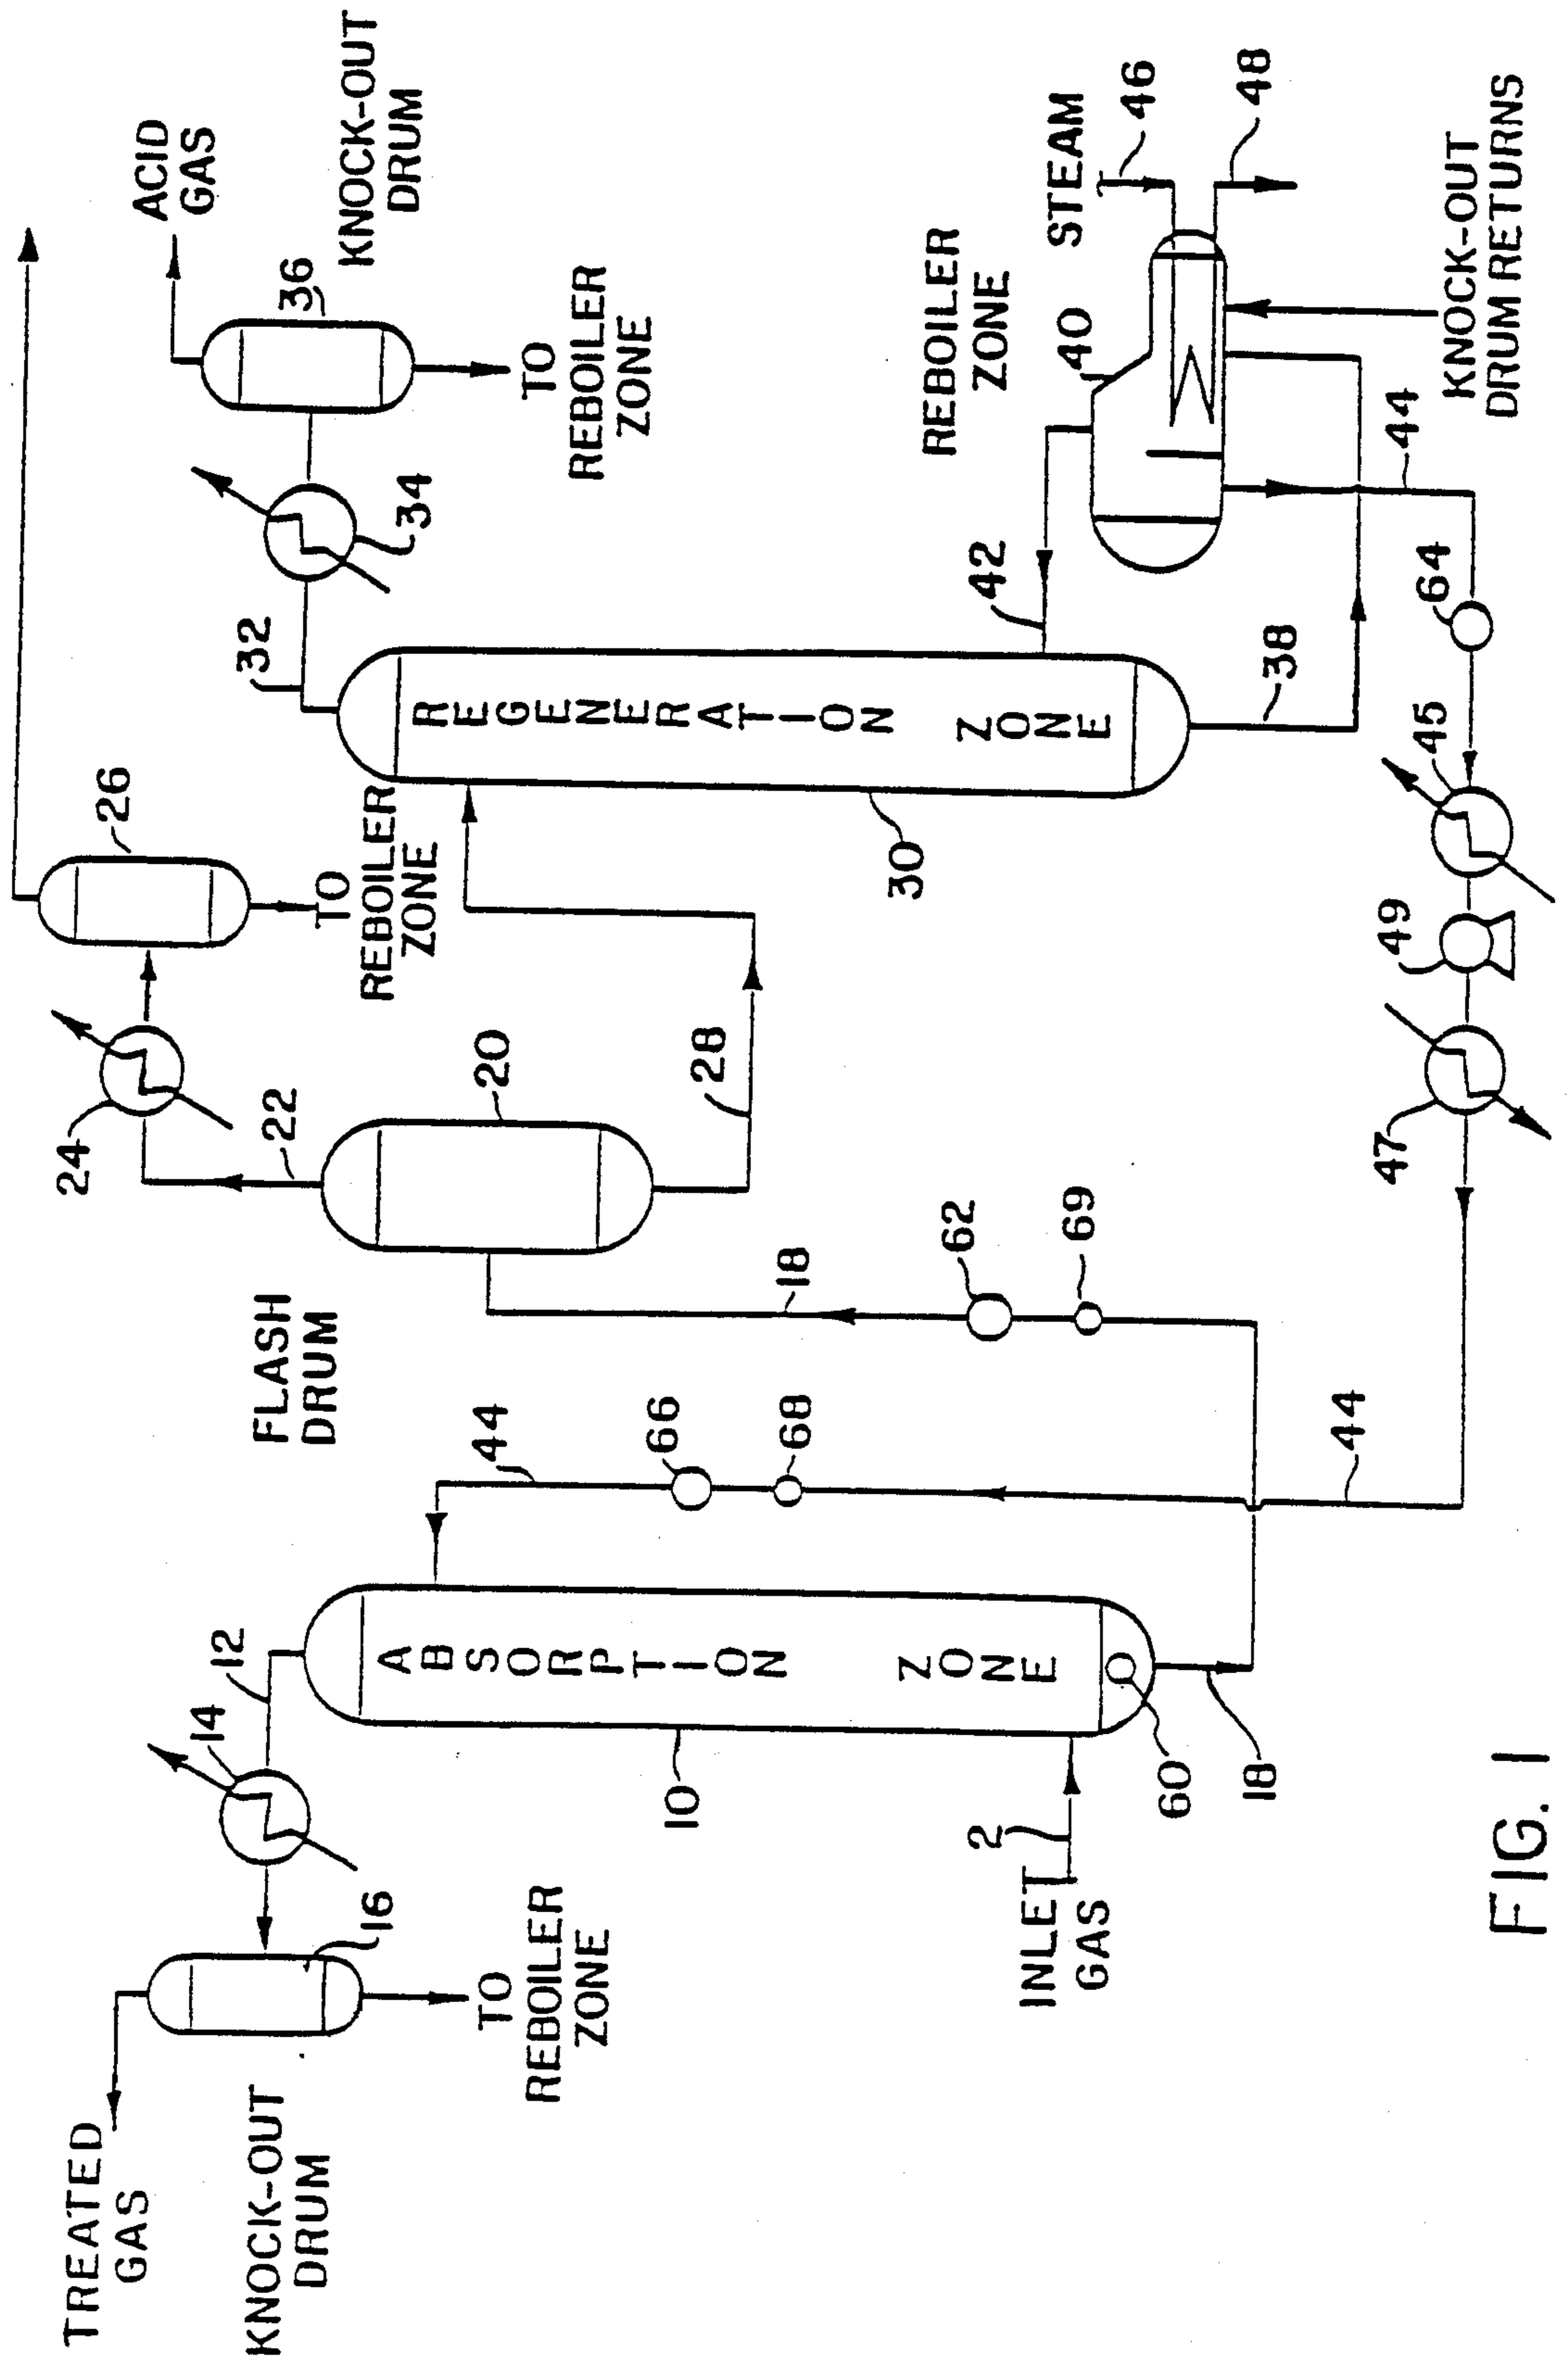 TREATED
GAS
KNOCK-OUT
DRUM
16
TO
REBOILER
ZONE
14
12
ABSORPTION ZONE
10
INLET
GAS
2
60
18
44
66
68
44
FLASH
DRUM
18
62
69
20
22
24
26
28
TO
REBOILER
ZONE
REGENERATION ZONE
30
32
34
36
ACID
GAS
KNOCK-OUT
DRUM
TO
REBOILER
ZONE
42
38
REBOILER
ZONE
40
STEAM
46
48
KNOCK-OUT
DRUM RETURNS
44
64
45
49
47
FIG. 1